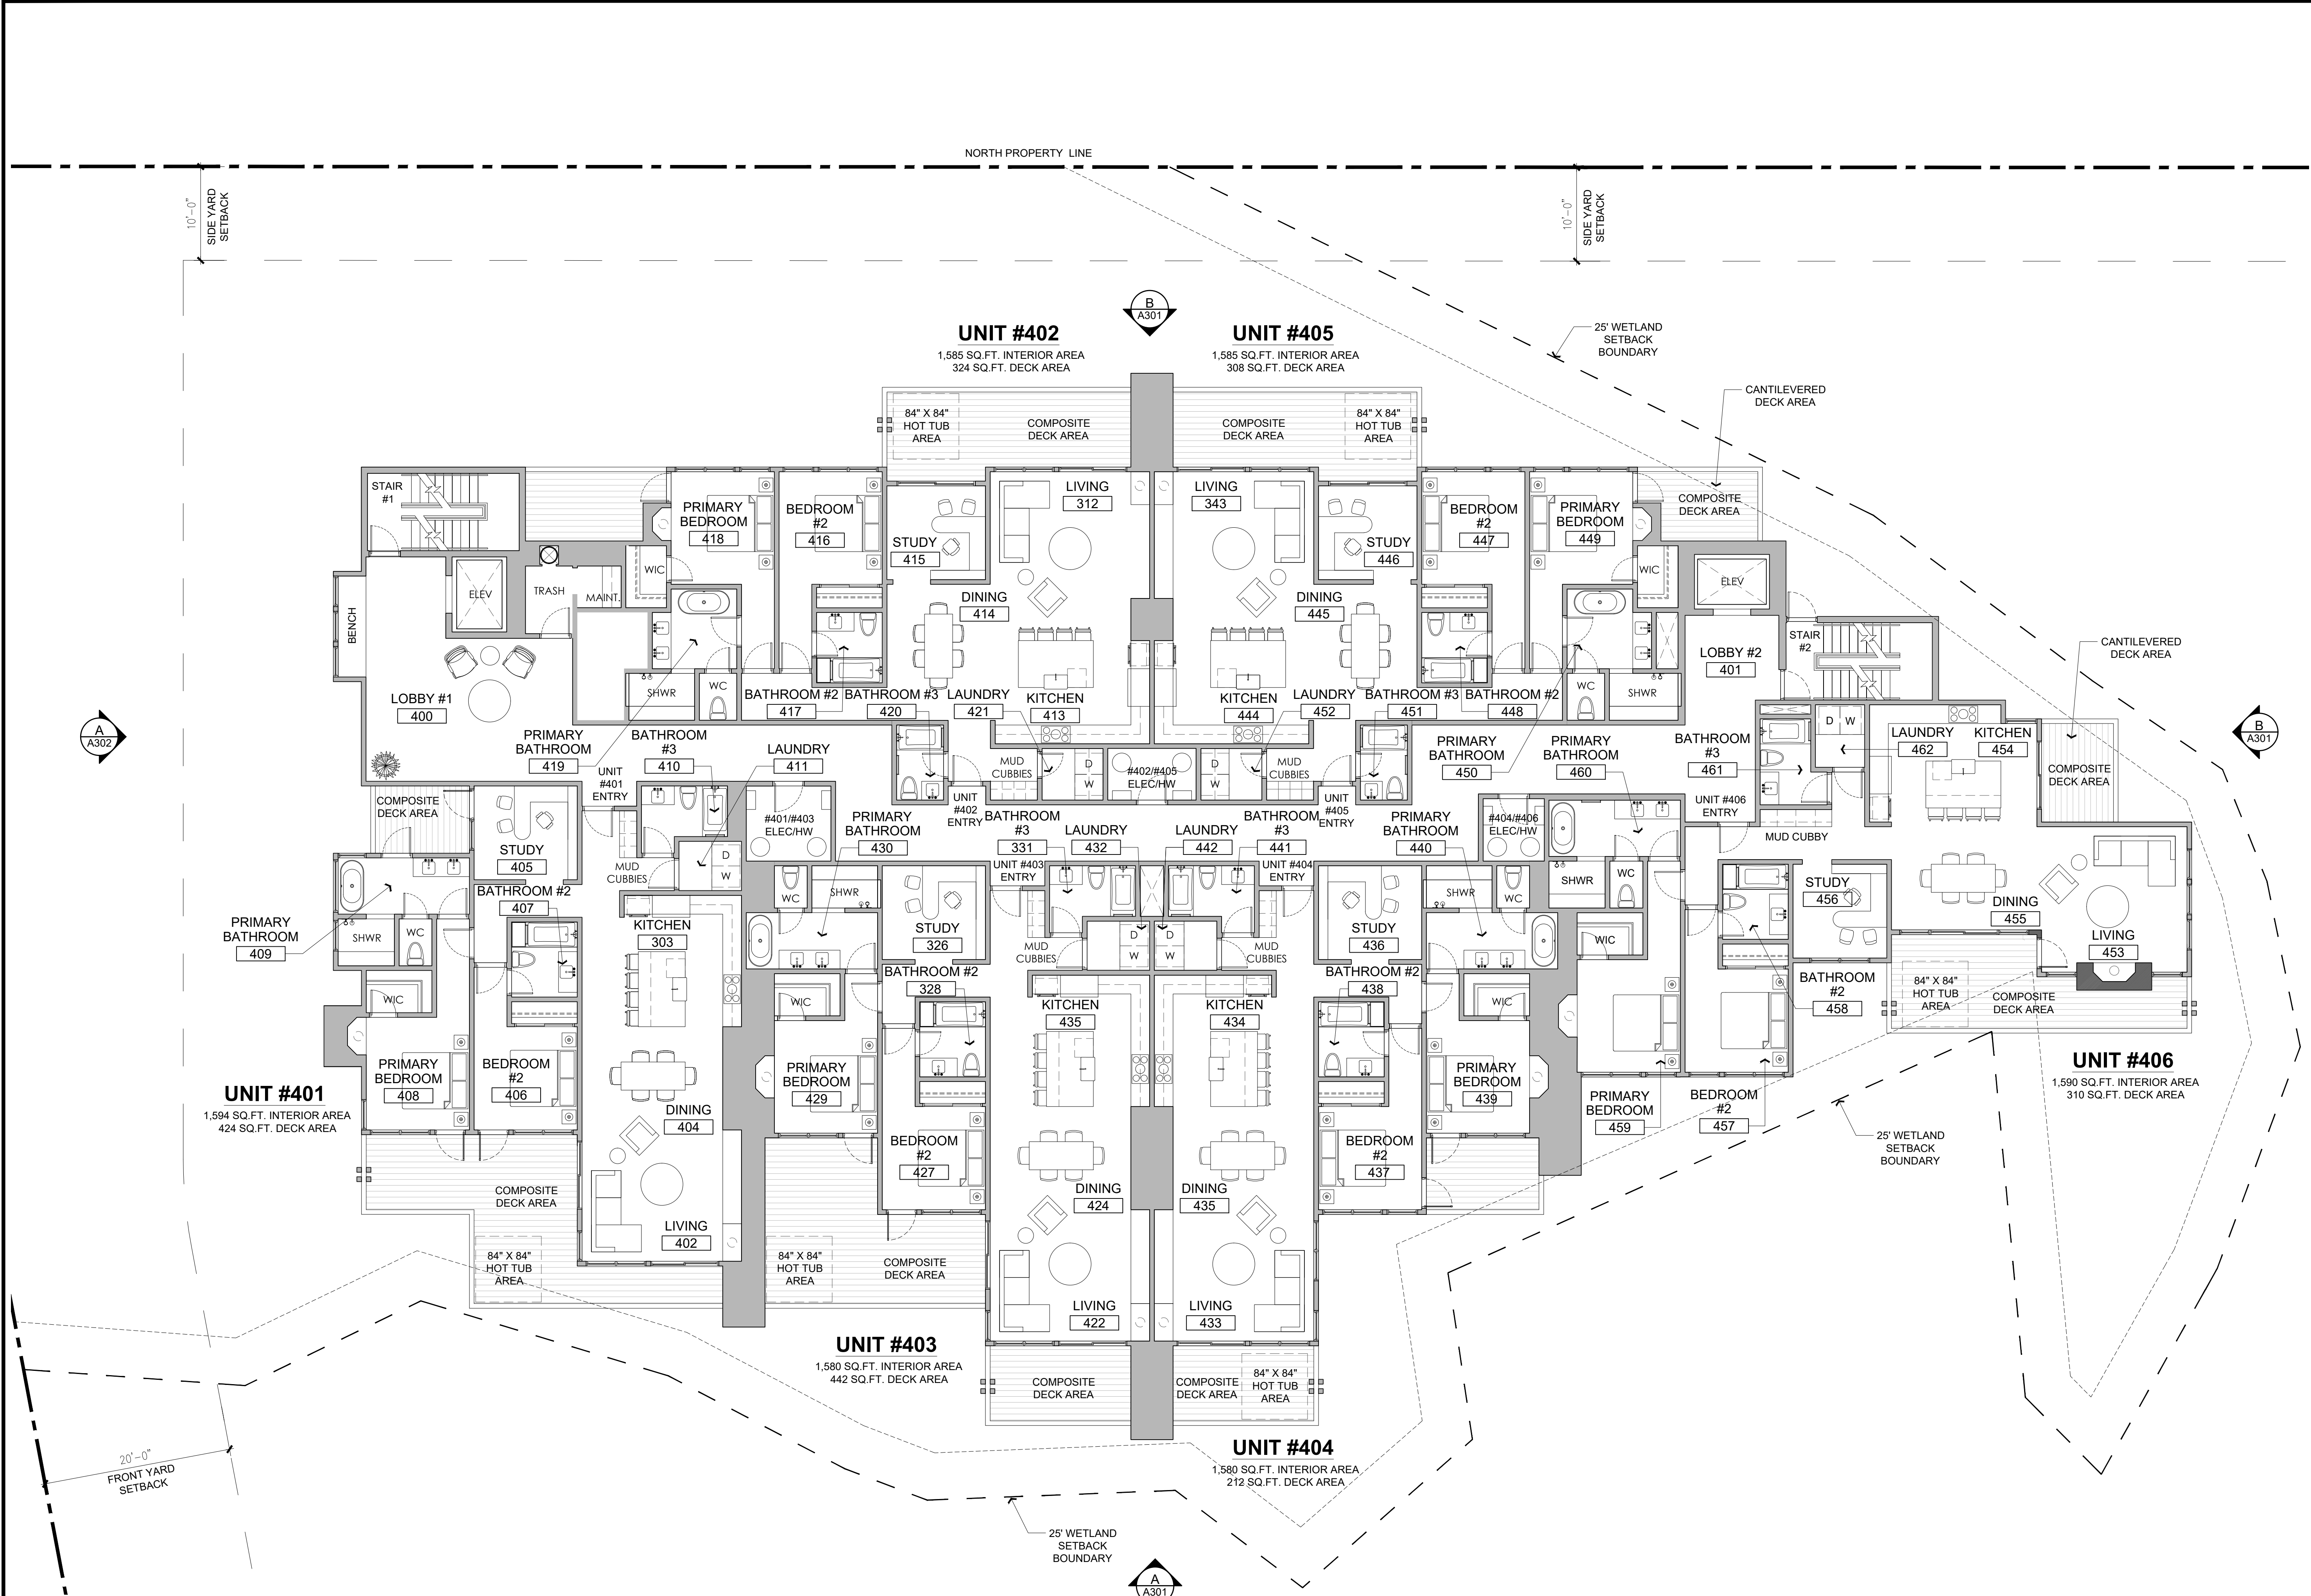 NORTH PROPERTY LINE
10'-0"
SIDE YARD
SETBACK
10'-0"
SIDE YARD
SETBACK
B
A301
UNIT #402
1,585 SQ.FT. INTERIOR AREA
324 SQ.FT. DECK AREA
UNIT #405
1,585 SQ.FT. INTERIOR AREA
308 SQ.FT. DECK AREA
25' WETLAND
SETBACK
BOUNDARY
CANTILEVERED
DECK AREA
84" X 84"
HOT TUB
AREA
COMPOSITE
DECK AREA
COMPOSITE
DECK AREA
84" X 84"
HOT TUB
AREA
STAIR
#1
PRIMARY
BEDROOM
418
BEDROOM
#2
416
STUDY
415
LIVING
312
LIVING
343
STUDY
446
BEDROOM
#2
447
PRIMARY
BEDROOM
449
COMPOSITE
DECK AREA
ELEV
TRASH
MAINT.
WIC
DINING
414
DINING
445
WIC
ELEV
BENCH
LOBBY #1
400
SHWR
WC
BATHROOM #2
417
BATHROOM #3
420
LAUNDRY
421
KITCHEN
413
KITCHEN
444
LAUNDRY
452
BATHROOM #3
451
BATHROOM #2
448
WC
SHWR
LOBBY #2
401
STAIR
#2
CANTILEVERED
DECK AREA
A
A302
PRIMARY
BATHROOM
419
BATHROOM
#3
410
LAUNDRY
411
MUD
CUBBIES
D
W
#402/#405
ELEC/HW
D
W
MUD
CUBBIES
PRIMARY
BATHROOM
450
PRIMARY
BATHROOM
460
BATHROOM
#3
461
D W
LAUNDRY
462
KITCHEN
454
COMPOSITE
DECK AREA
B
A301
UNIT
#401
ENTRY
COMPOSITE
DECK AREA
#401/#403
ELEC/HW
PRIMARY
BATHROOM
430
UNIT
#402
ENTRY
BATHROOM
#3
331
LAUNDRY
432
LAUNDRY
442
BATHROOM
#3
441
UNIT
#405
ENTRY
PRIMARY
BATHROOM
440
#404/#406
ELEC/HW
UNIT #406
ENTRY
MUD CUBBY
STUDY
405
MUD
CUBBIES
D
W
UNIT #403
ENTRY
UNIT #404
ENTRY
BATHROOM #2
407
PRIMARY
BATHROOM
409
SHWR
WC
KITCHEN
303
WC
SHWR
STUDY
326
MUD
CUBBIES
D
W
D
W
MUD
CUBBIES
STUDY
436
SHWR
WC
SHWR
WC
WIC
STUDY
456
DINING
455
LIVING
453
WIC
WIC
BATHROOM #2
328
KITCHEN
435
KITCHEN
434
BATHROOM #2
438
WIC
BATHROOM
#2
458
84" X 84"
HOT TUB
AREA
COMPOSITE
DECK AREA
UNIT #401
1,594 SQ.FT. INTERIOR AREA
424 SQ.FT. DECK AREA
PRIMARY
BEDROOM
408
BEDROOM
#2
406
DINING
404
PRIMARY
BEDROOM
429
BEDROOM
#2
427
BEDROOM
#2
437
PRIMARY
BEDROOM
439
PRIMARY
BEDROOM
459
BEDROOM
#2
457
UNIT #406
1,590 SQ.FT. INTERIOR AREA
310 SQ.FT. DECK AREA
25' WETLAND
SETBACK
BOUNDARY
COMPOSITE
DECK AREA
LIVING
402
DINING
424
DINING
435
84" X 84"
HOT TUB
AREA
84" X 84"
HOT TUB
AREA
COMPOSITE
DECK AREA
LIVING
422
LIVING
433
UNIT #403
1,580 SQ.FT. INTERIOR AREA
442 SQ.FT. DECK AREA
COMPOSITE
DECK AREA
COMPOSITE
DECK AREA
84" X 84"
HOT TUB
AREA
UNIT #404
1,580 SQ.FT. INTERIOR AREA
212 SQ.FT. DECK AREA
20'-0"
FRONT YARD
SETBACK
25' WETLAND
SETBACK
BOUNDARY
A
A301